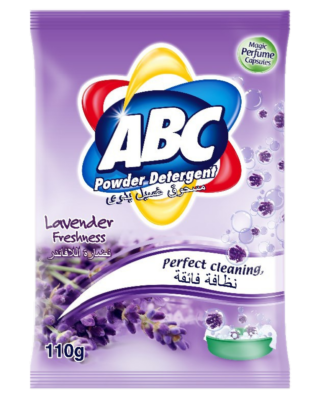 Magic
Perfume
Capsules
ABC
Powder Detergent
مسحوق غسيل يدوي
Lavender
Freshness
نضارة اللافندر
Perfect cleaning,
نظافة فائقة
110g